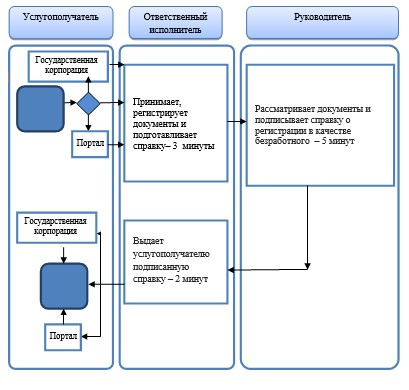 Услугополучатель
Ответственный
исполнитель
Руководитель
Государственная
корпорация
Портал
Принимает,
регистрирует
документы и
подготавливает
справку– 3 минуты
Рассматривает документы и
подписывает справку о
регистрации в качестве
безработного – 5 минут
Государственная
корпорация
Портал
Выдает
услугополучателю
подписанную
справку – 2 минут